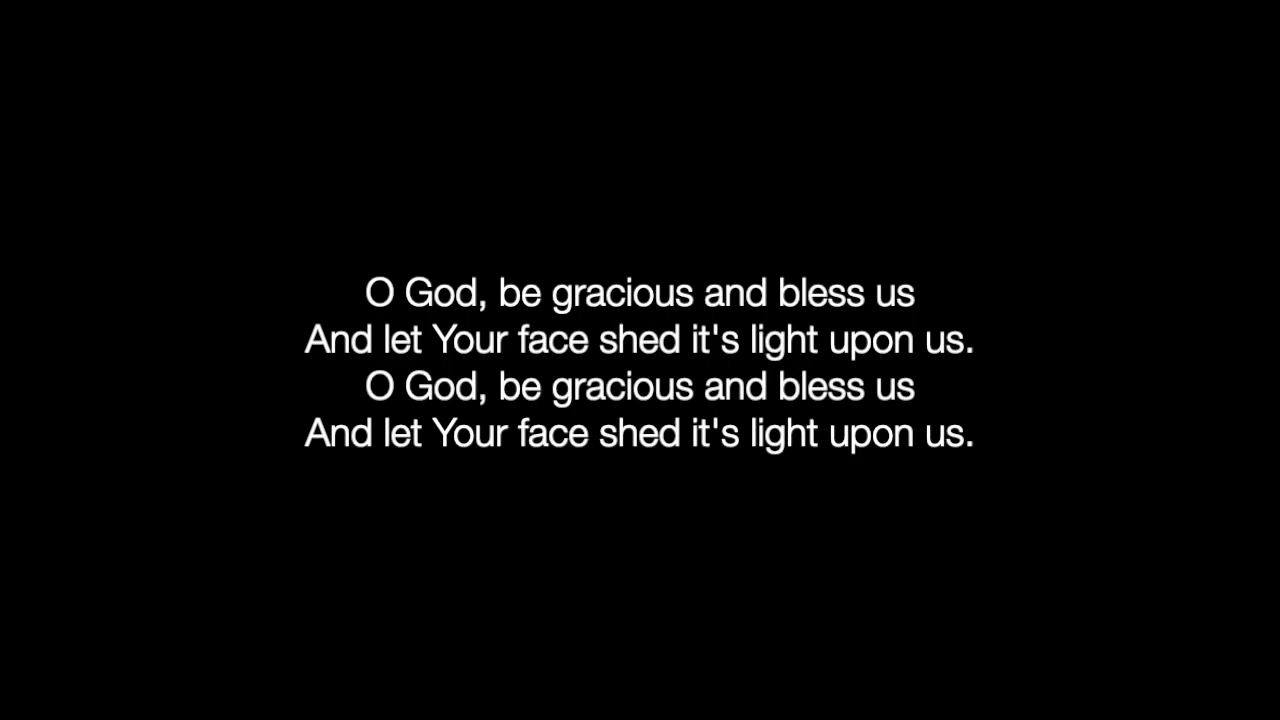 O God, be gracious and bless us
And let Your face shed it's light upon us.
O God, be gracious and bless us
And let Your face shed it's light upon us.